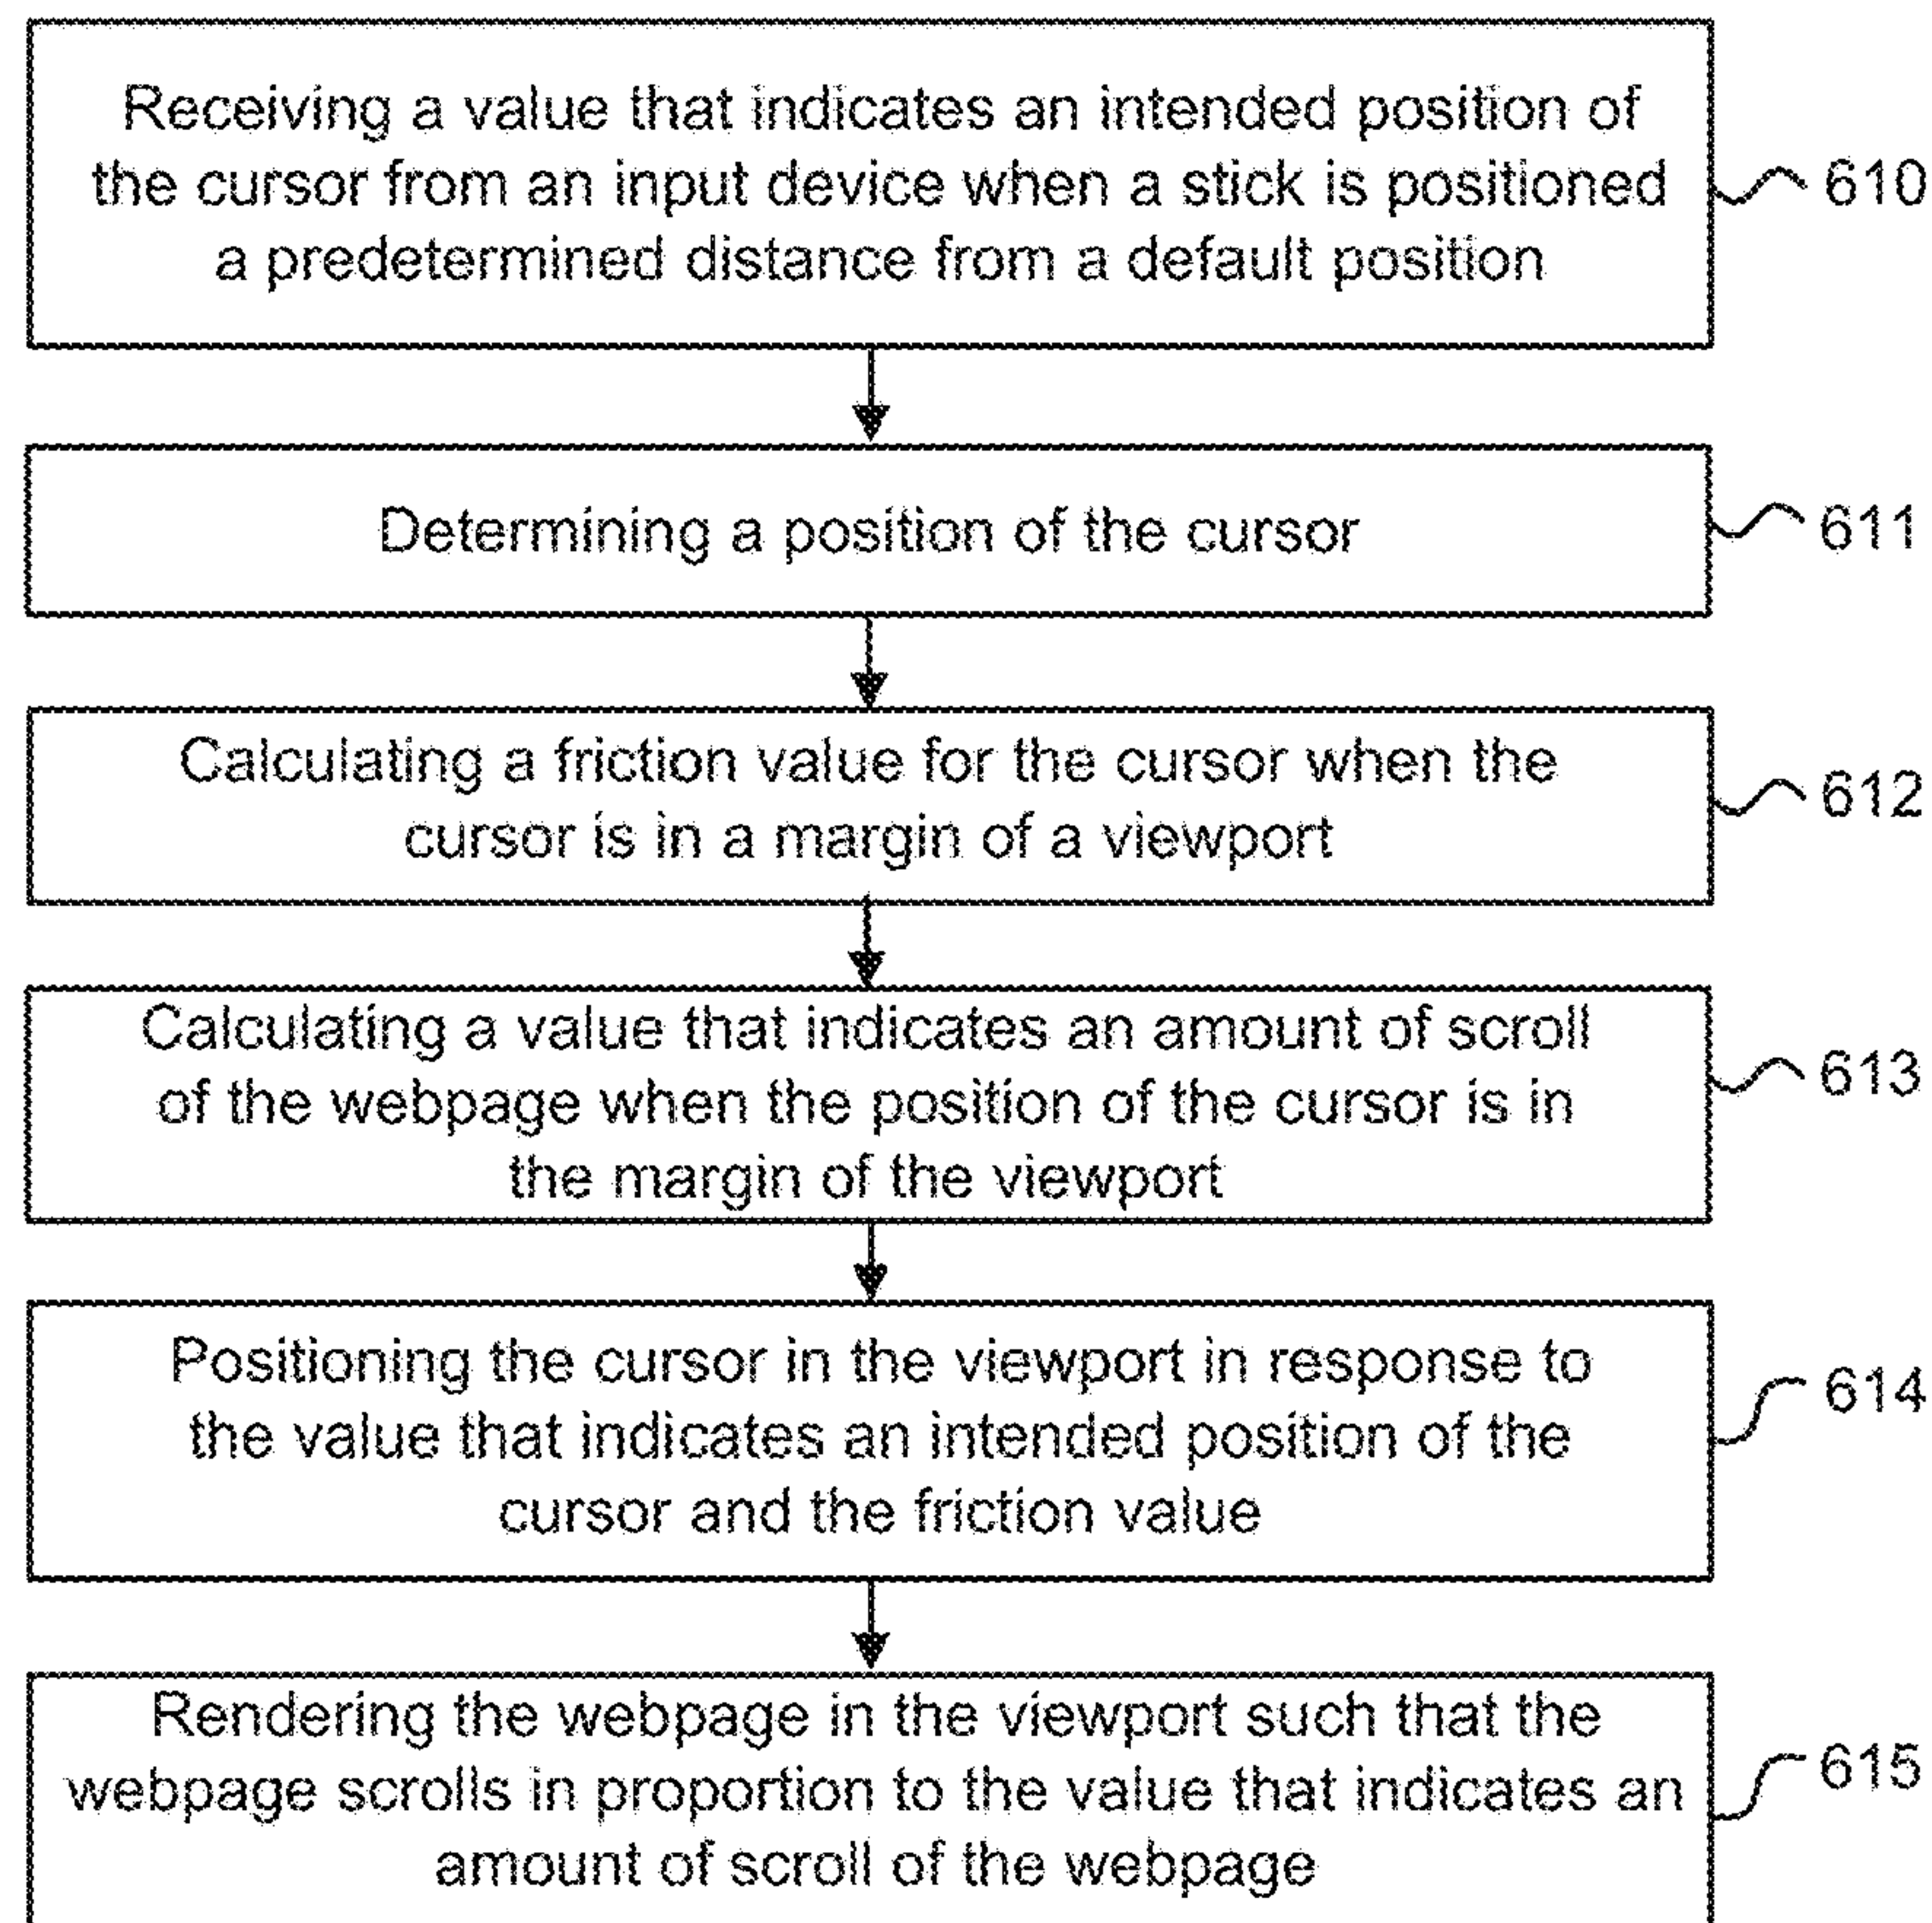 Receiving a value that indicates an intended position of
the cursor from an input device when a stick is positioned
a predetermined distance from a default position
610
Determining a position of the cursor
611
Calculating a friction value for the cursor when the
cursor is in a margin of a viewport
612
Calculating a value that indicates an amount of scroll
of the webpage when the position of the cursor is in
the margin of the viewport
613
Positioning the cursor in the viewport in response to
the value that indicates an intended position of the
cursor and the friction value
614
Rendering the webpage in the viewport such that the
webpage scrolls in proportion to the value that indicates an
amount of scroll of the webpage
615